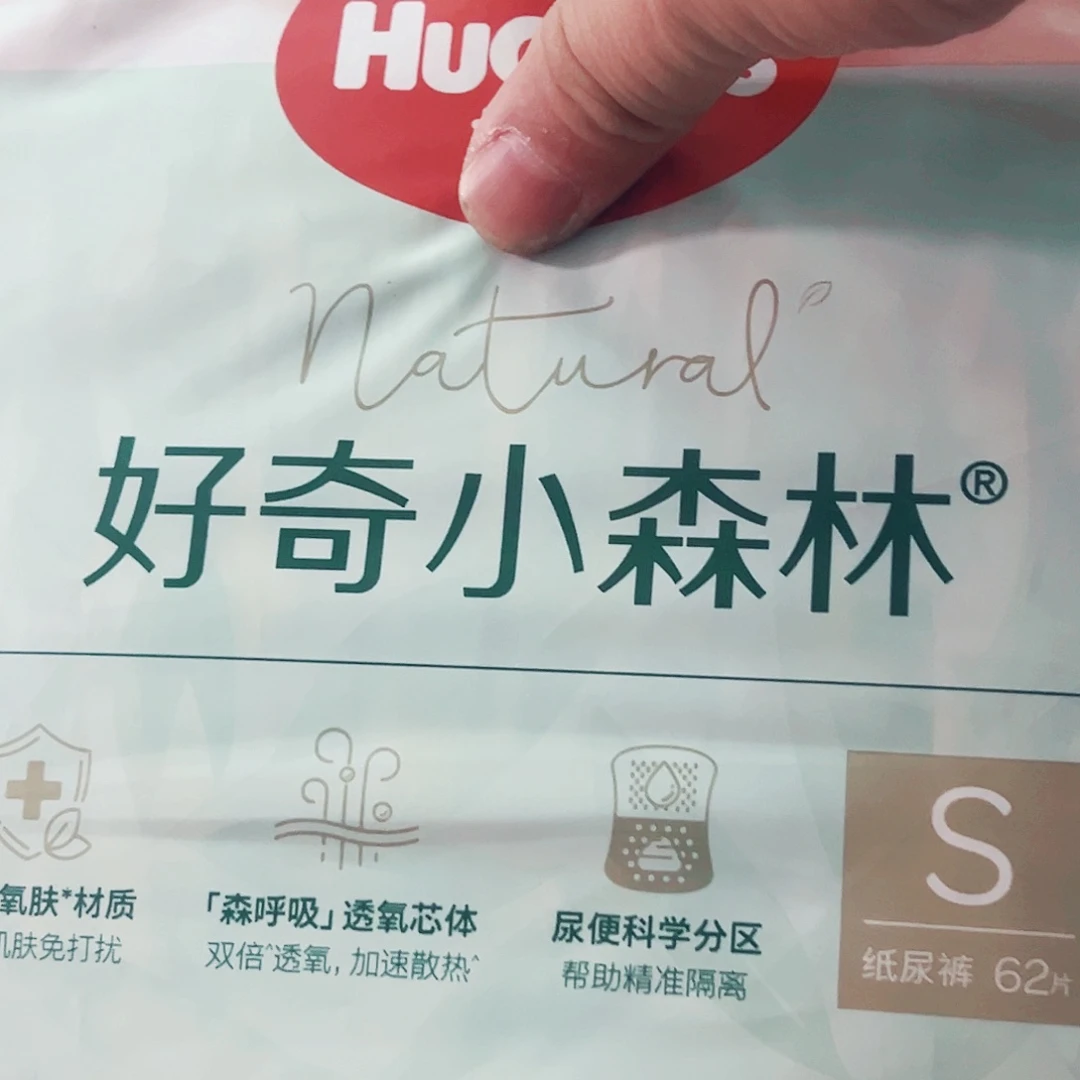 Natural
好奇小森林®
氧肤*材质
肌肤免打扰
「森呼吸」透氧芯体
双倍^透氧,加速散热^
尿便科学分区
帮助精准隔离
S
纸尿裤 62片